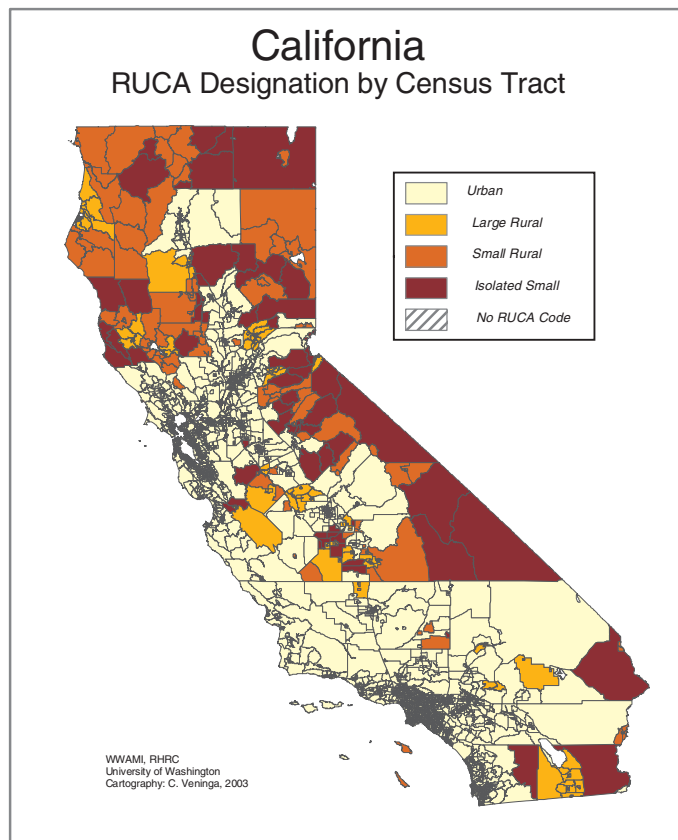 California
RUCA Designation by Census Tract
Urban
Large Rural
Small Rural
Isolated Small
No RUCA Code
WWAMI, RHRC
University of Washington
Cartography: C. Veninga, 2003